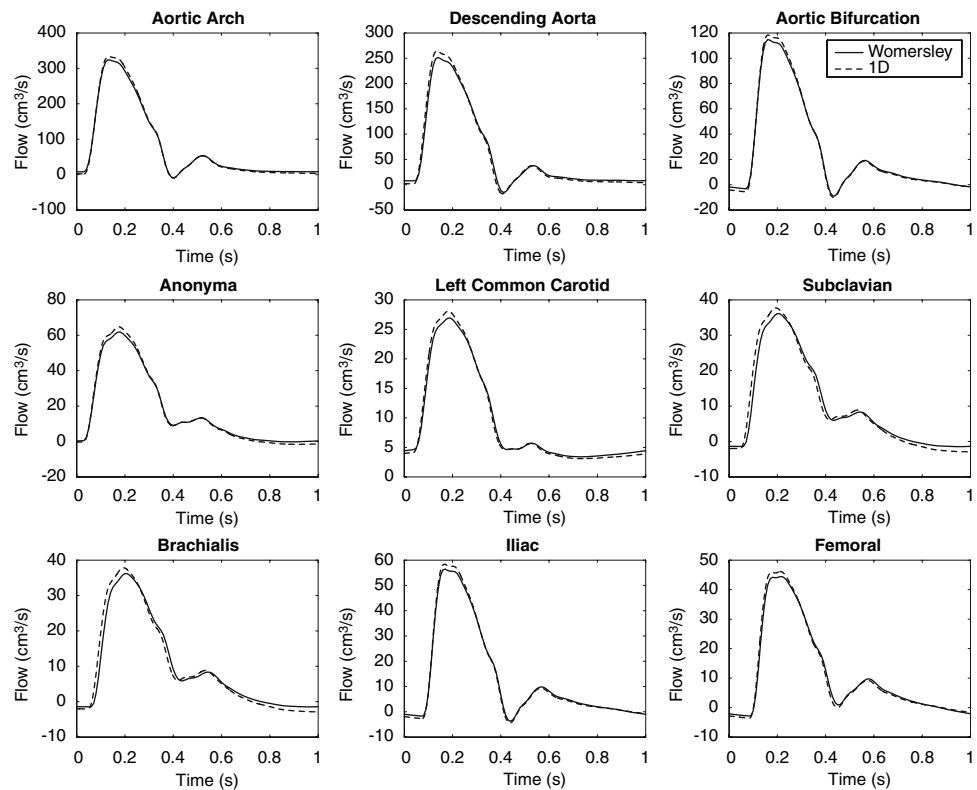 Aortic Arch
Flow (cm³/s)
400
300
200
100
0
-100
0 0.2 0.4 0.6 0.8 1
Time (s)
Descending Aorta
Flow (cm³/s)
300
250
200
150
100
50
0
-50
0 0.2 0.4 0.6 0.8 1
Time (s)
Aortic Bifurcation
Flow (cm³/s)
120
100
80
60
40
20
0
-20
Womersley
1D
0 0.2 0.4 0.6 0.8 1
Time (s)
Anonyma
Flow (cm³/s)
80
60
40
20
0
-20
0 0.2 0.4 0.6 0.8 1
Time (s)
Left Common Carotid
Flow (cm³/s)
30
25
20
15
10
5
0
0 0.2 0.4 0.6 0.8 1
Time (s)
Subclavian
Flow (cm³/s)
40
30
20
10
0
-10
0 0.2 0.4 0.6 0.8 1
Time (s)
Brachialis
Flow (cm³/s)
40
30
20
10
0
-10
0 0.2 0.4 0.6 0.8 1
Time (s)
Iliac
Flow (cm³/s)
60
50
40
30
20
10
0
-10
0 0.2 0.4 0.6 0.8 1
Time (s)
Femoral
Flow (cm³/s)
50
40
30
20
10
0
-10
0 0.2 0.4 0.6 0.8 1
Time (s)